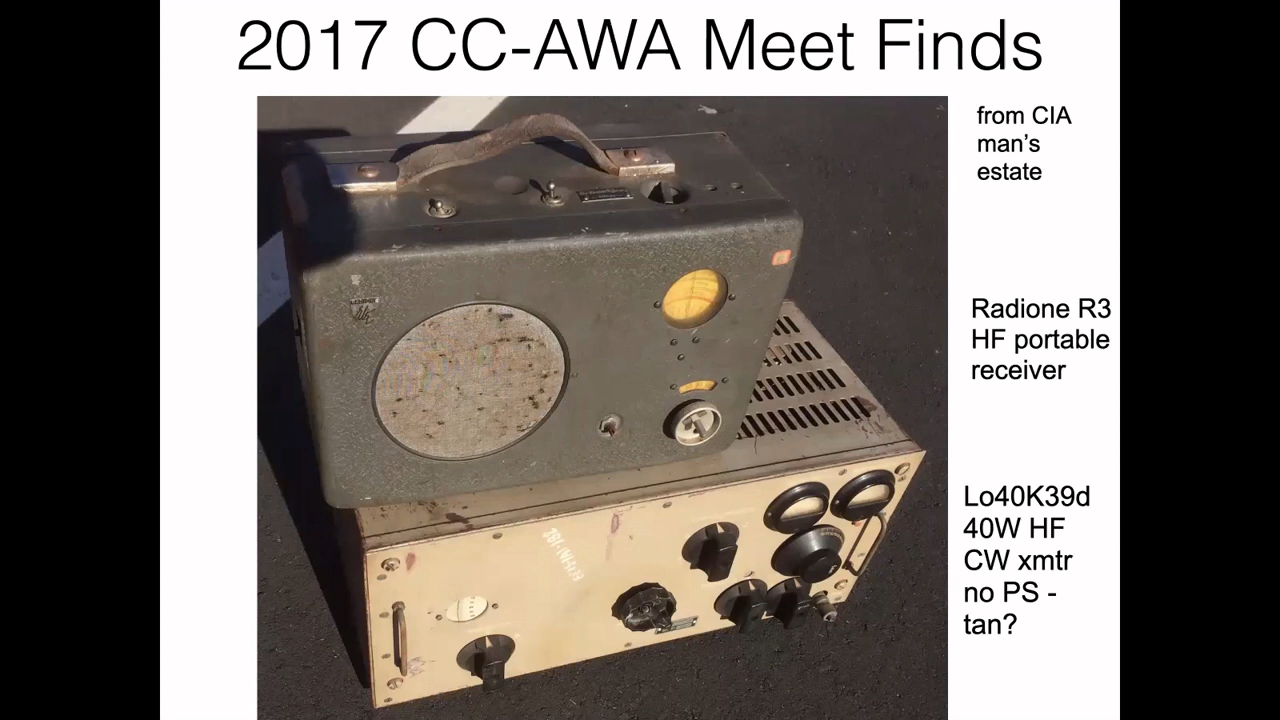 2017 CC-AWA Meet Finds
from CIA
man's
estate
Radione R3
HF portable
receiver
Lo40K39d
40W HF
CW xmtr
no PS -
tan?